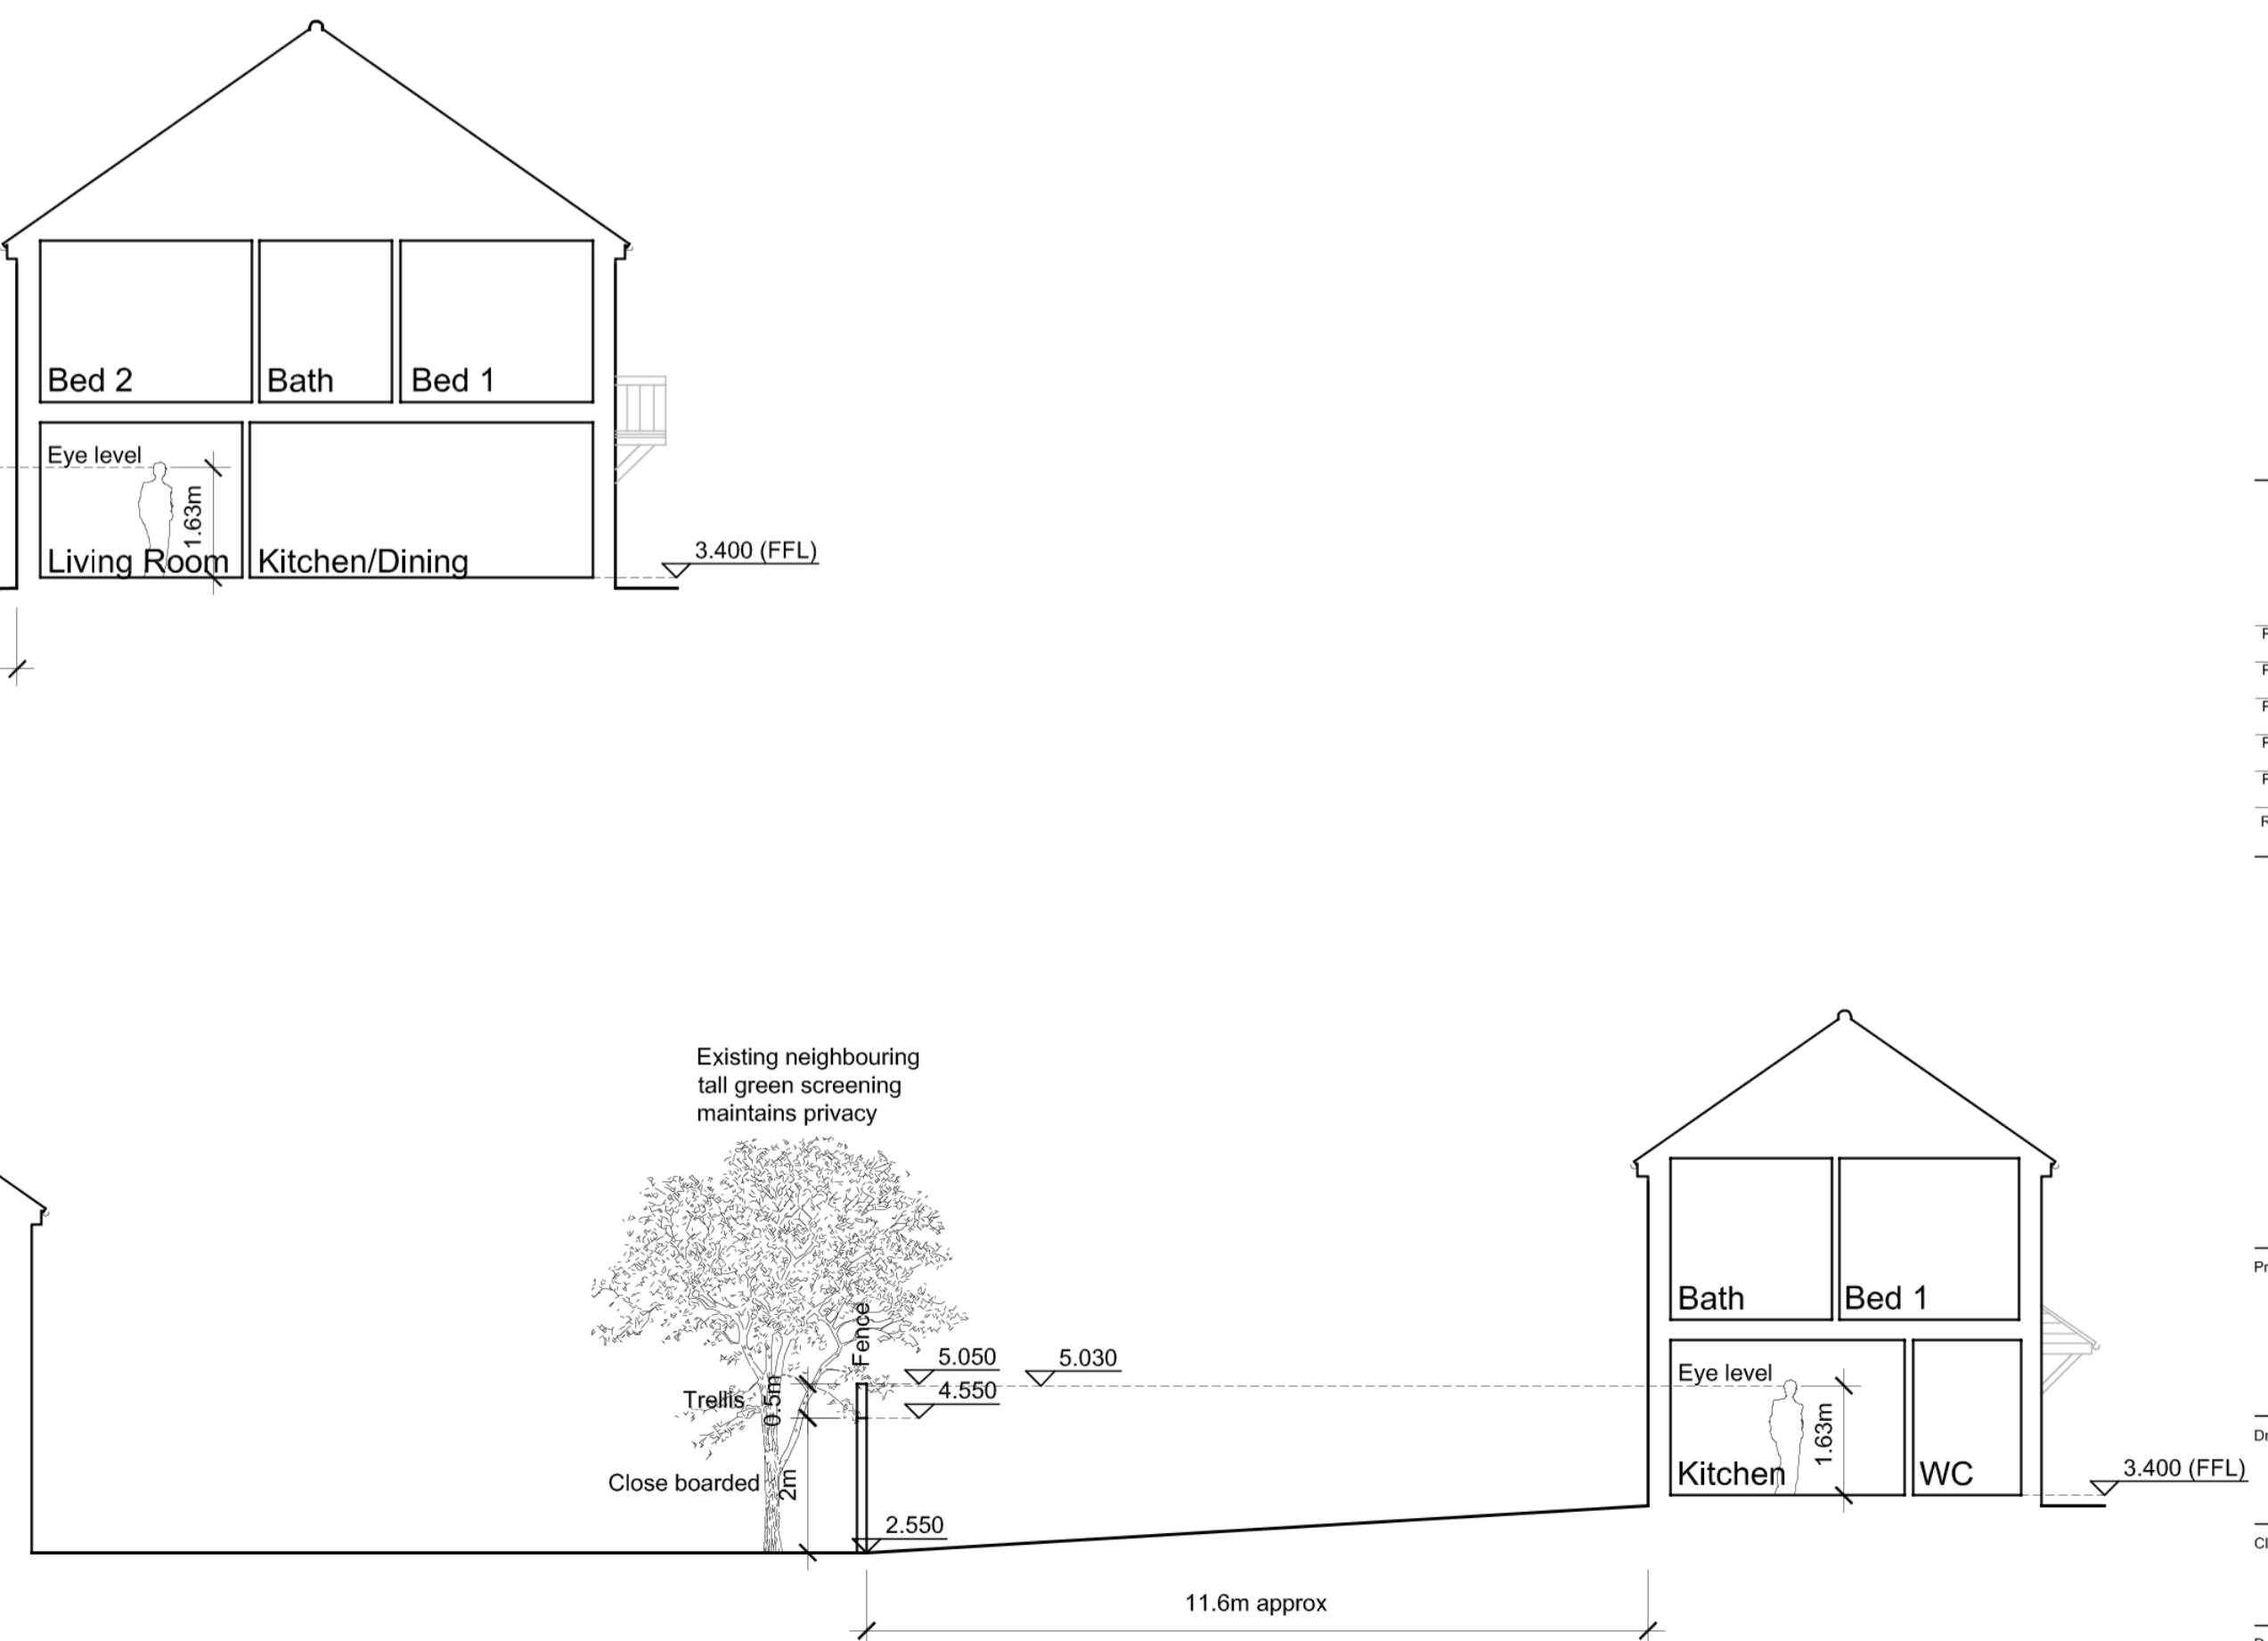 Bed 2
Bath
Bed 1
Eye level
1.63m
Living Room
Kitchen/Dining
3.400 (FFL)
Existing neighbouring
tall green screening
maintains privacy
Fence
5.050
5.030
4.550
Trellis
0.5m
Close boarded
2m
2.550
11.6m approx
Bath
Bed 1
Eye level
1.63m
Kitchen
WC
3.400 (FFL)